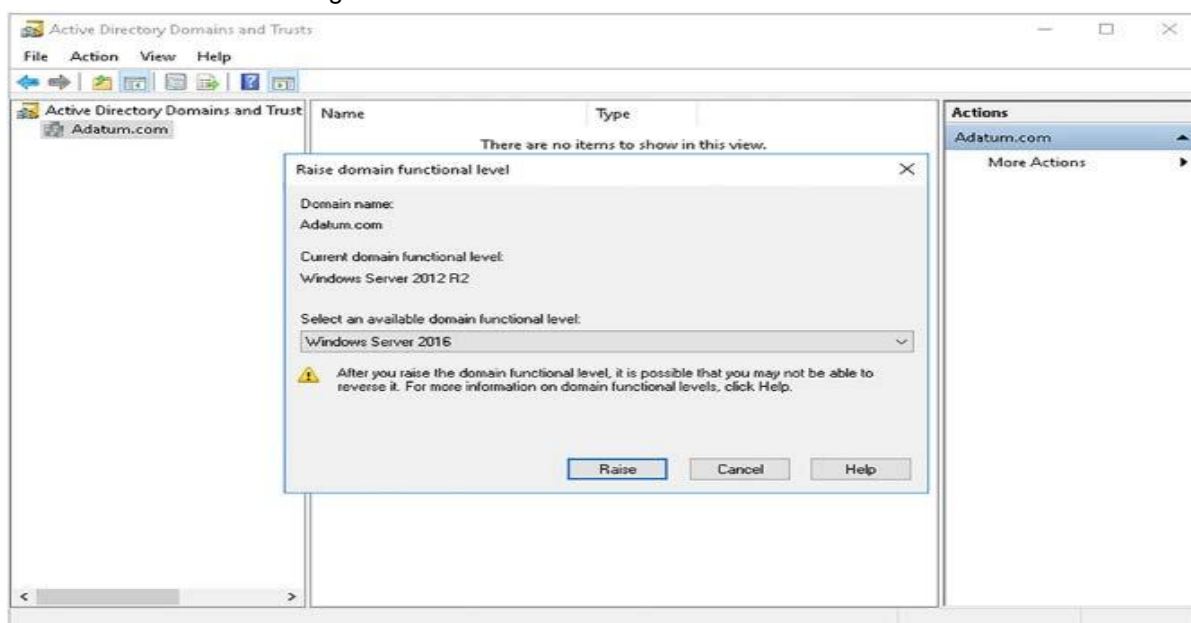 Active Directory Domains and Trusts
File Action View Help
Active Directory Domains and Trust
Adatum.com
Name Type
There are no items to show in this view.
Actions
Adatum.com
More Actions
Raise domain functional level
Domain name:
Adatum.com
Current domain functional level:
Windows Server 2012 R2
Select an available domain functional level:
Windows Server 2016
After you raise the domain functional level, it is possible that you may not be able to
reverse it. For more information on domain functional levels, click Help.
Raise Cancel Help